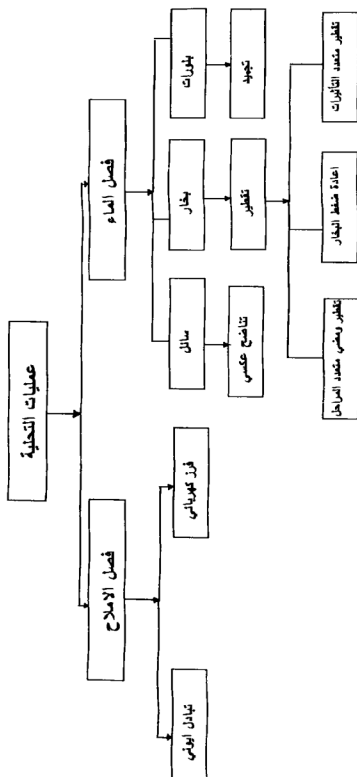 عمليات التحلية
فصل الماء
فصل الاملاح
بلورات
بخار
سائل
فرز كهربائي
تبادل ايوني
تجميد
تقطير
تناضح عكسي
تقطير متعدد التأثيرات
اعادة ضغط البخار
تقطير ومضي متعدد المراحل